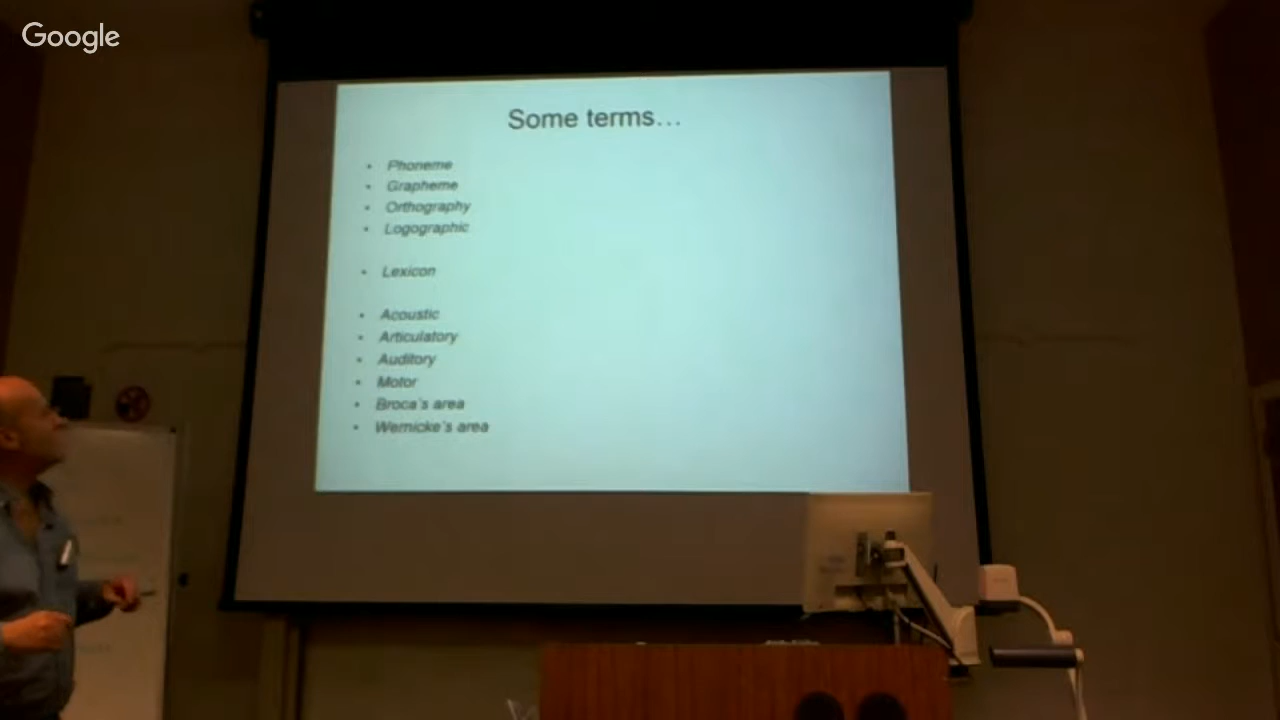 Google
Some terms…
• Phoneme
• Grapheme
• Orthography
• Logographic
• Lexicon
• Acoustic
• Articulatory
• Auditory
• Motor
• Broca's area
• Wernicke's area